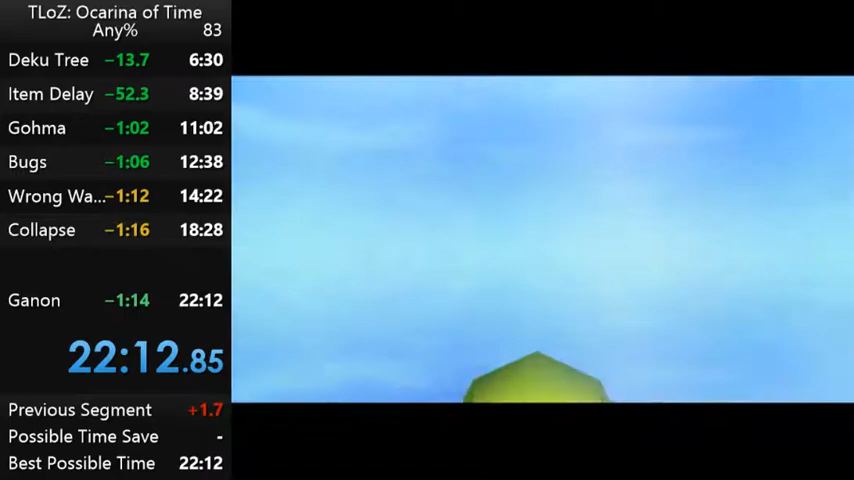 TLoZ: Ocarina of Time
Any% 83
Deku Tree −13.7 6:30
Item Delay −52.3 8:39
Gohma −1:02 11:02
Bugs −1:06 12:38
Wrong Wa... −1:12 14:22
Collapse −1:16 18:28
Ganon −1:14 22:12
22:12.85
Previous Segment +1.7
Possible Time Save -
Best Possible Time 22:12